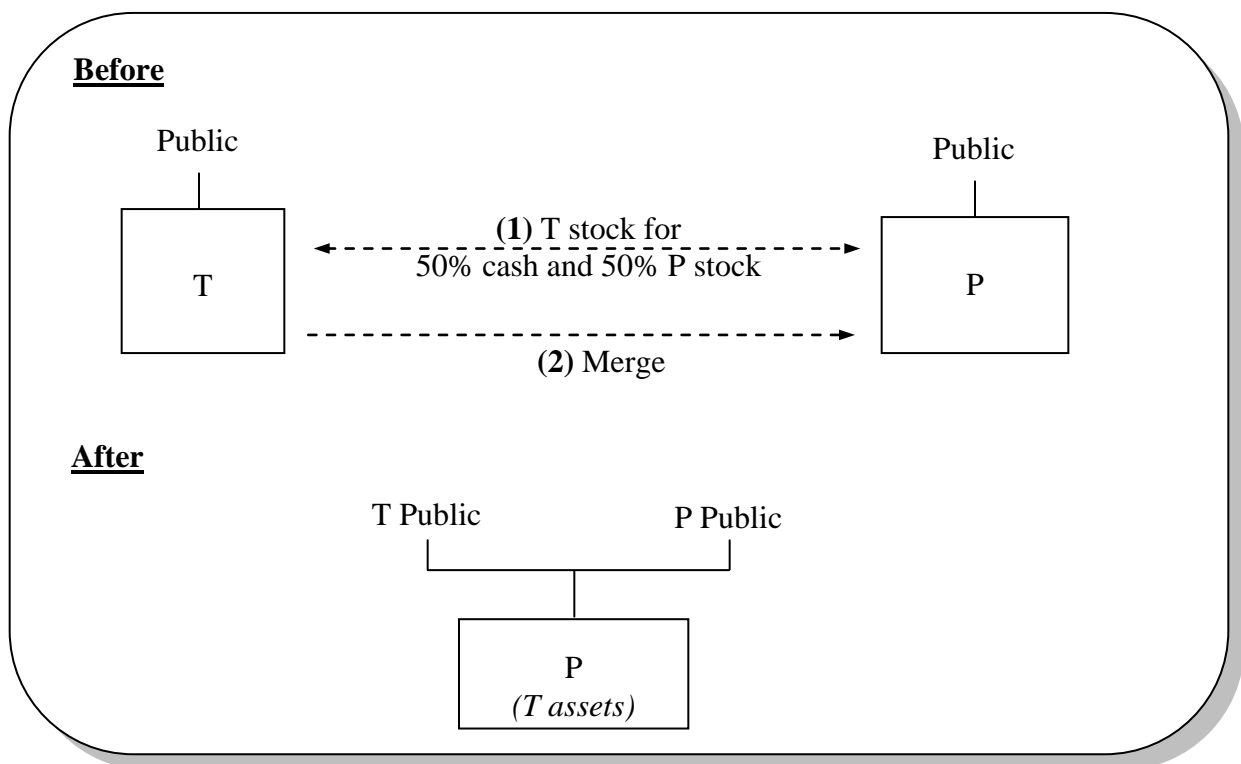 Before
Public
Public
(1) T stock for
50% cash and 50% P stock
T
P
(2) Merge
After
T Public
P Public
P
(T assets)